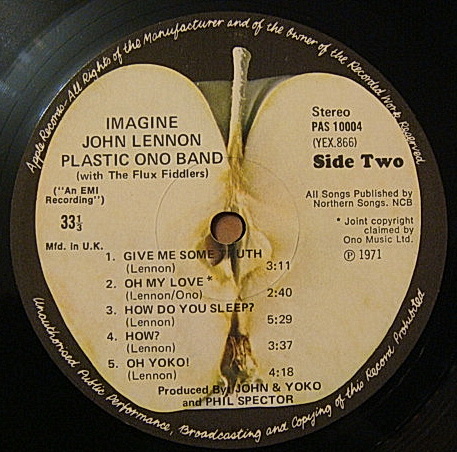 Apple Records—All Rights of the Manufacturer and of the Owner of the Recorded Work Reserved
IMAGINE
JOHN LENNON
PLASTIC ONO BAND
(with The Flux Fiddlers)
("An EMI
Recording")
33⅓
Mfd. in U.K.
Stereo
PAS 10004
(YEX.866)
Side Two
All Songs Published by
Northern Songs. NCB
* Joint copyright
claimed by
Ono Music Ltd.
℗ 1971
1. GIVE ME SOME TRUTH
(Lennon) 3:11
2. OH MY LOVE *
(Lennon/Ono) 2:40
3. HOW DO YOU SLEEP?
(Lennon) 5:29
4. HOW?
(Lennon) 3:37
5. OH YOKO!
(Lennon) 4:18
Produced By: JOHN & YOKO
and PHIL SPECTOR
Unauthorised Public Performance, Broadcasting and Copying of this Record Prohibited